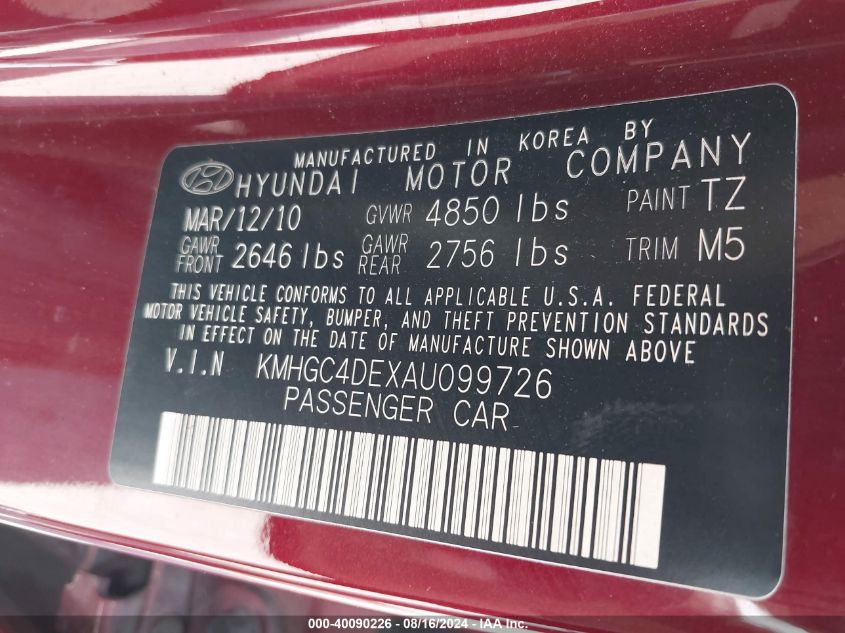 MANUFACTURED IN KOREA BY
HYUNDAI MOTOR COMPANY
MAR/12/10 GVWR 4850 lbs PAINT TZ
GAWR FRONT 2646 lbs GAWR REAR 2756 lbs TRIM M5
THIS VEHICLE CONFORMS TO ALL APPLICABLE U.S.A. FEDERAL
MOTOR VEHICLE SAFETY, BUMPER, AND THEFT PREVENTION STANDARDS
IN EFFECT ON THE DATE OF MANUFACTURE SHOWN ABOVE
V.I.N KMHGC4DEXAU099726
PASSENGER CAR
000-40090226 - 08/16/2024 - IAA Inc.